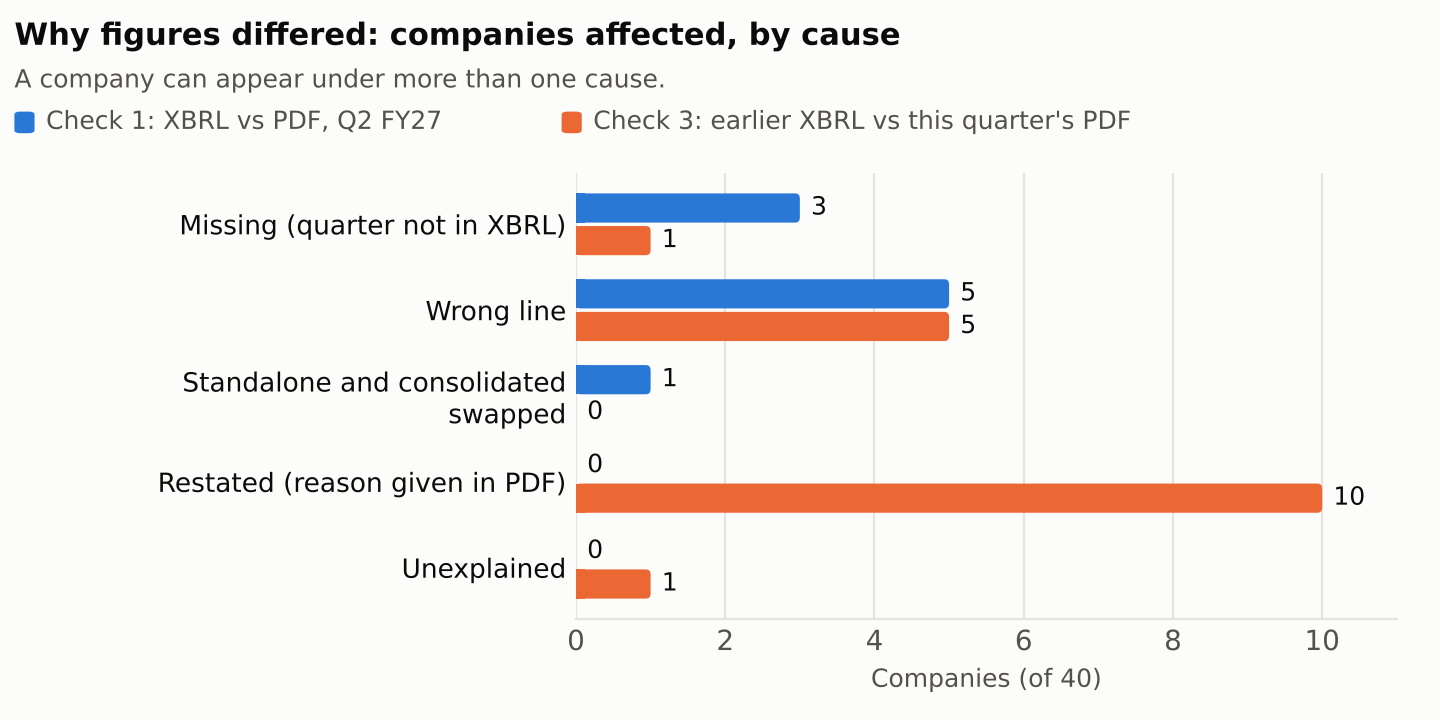 Why figures differed: companies affected, by cause
A company can appear under more than one cause.
Check 1: XBRL vs PDF, Q2 FY27
Check 3: earlier XBRL vs this quarter's PDF
Missing (quarter not in XBRL)
3
1
Wrong line
5
5
Standalone and consolidated
swapped
1
0
Restated (reason given in PDF)
0
10
Unexplained
0
1
0 2 4 6 8 10
Companies (of 40)